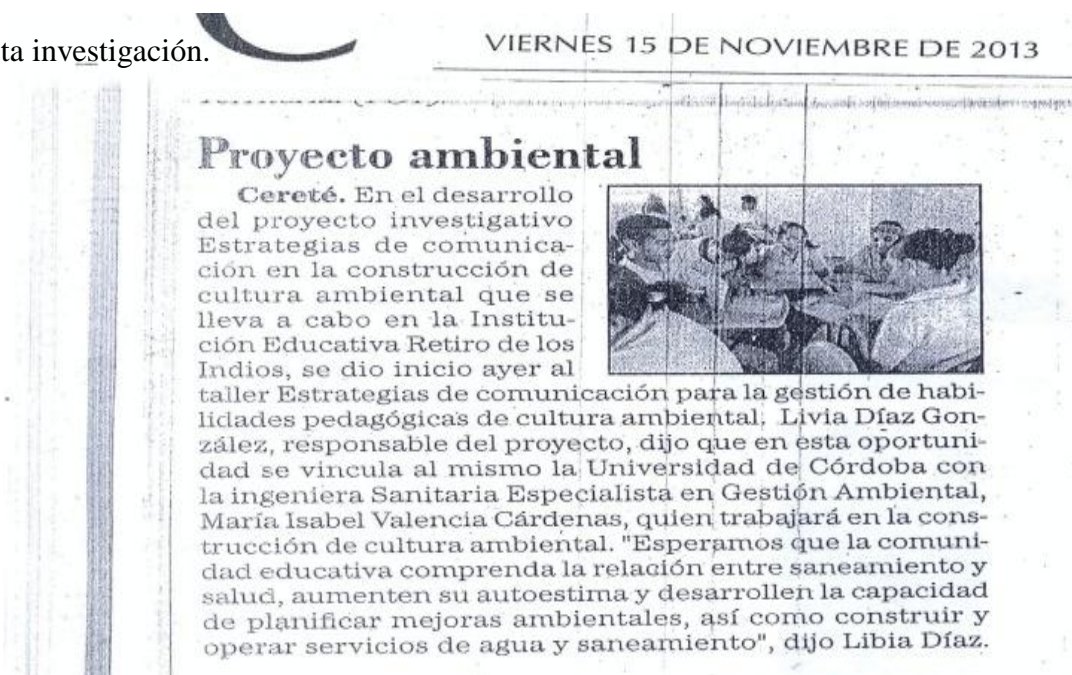 ta investigación.
VIERNES 15 DE NOVIEMBRE DE 2013
Proyecto ambiental
Cereté. En el desarrollo
del proyecto investigativo
Estrategias de comunica-
ción en la construcción de
cultura ambiental que se
lleva a cabo en la Institu-
ción Educativa Retiro de los
Indios, se dio inicio ayer al
taller Estrategias de comunicación para la gestión de habi-
lidades pedagógicas de cultura ambiental. Livia Díaz Gon-
zález, responsable del proyecto, dijo que en esta oportuni-
dad se vincula al mismo la Universidad de Córdoba con
la ingeniera Sanitaria Especialista en Gestión Ambiental,
María Isabel Valencia Cárdenas, quien trabajará en la cons-
trucción de cultura ambiental. "Esperamos que la comuni-
dad educativa comprenda la relación entre saneamiento y
salud, aumenten su autoestima y desarrollen la capacidad
de planificar mejoras ambientales, así como construir y
operar servicios de agua y saneamiento", dijo Libia Díaz.